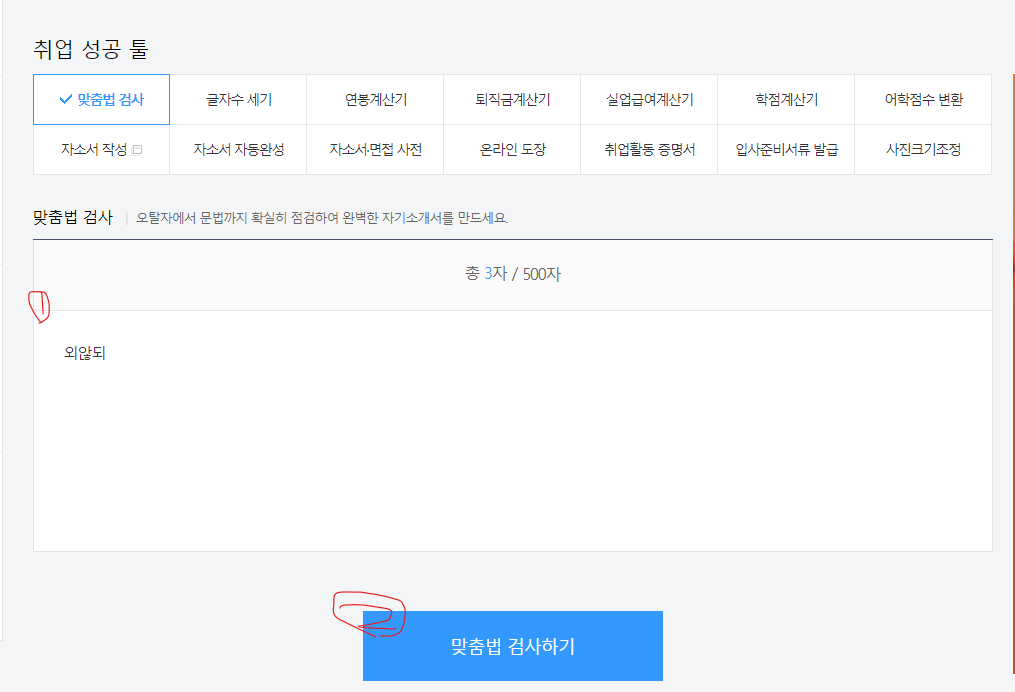 취업 성공 툴
맞춤법 검사 글자수 세기 연봉계산기 퇴직금계산기 실업급여계산기 학점계산기 어학점수 변환
자소서 작성 자소서 자동완성 자소서·면접 사전 온라인 도장 취업활동 증명서 입사준비서류 발급 사진크기조정
맞춤법 검사 | 오탈자에서 문법까지 확실히 점검하여 완벽한 자기소개서를 만드세요.
총 3자 / 500자
1
외않되
2
맞춤법 검사하기